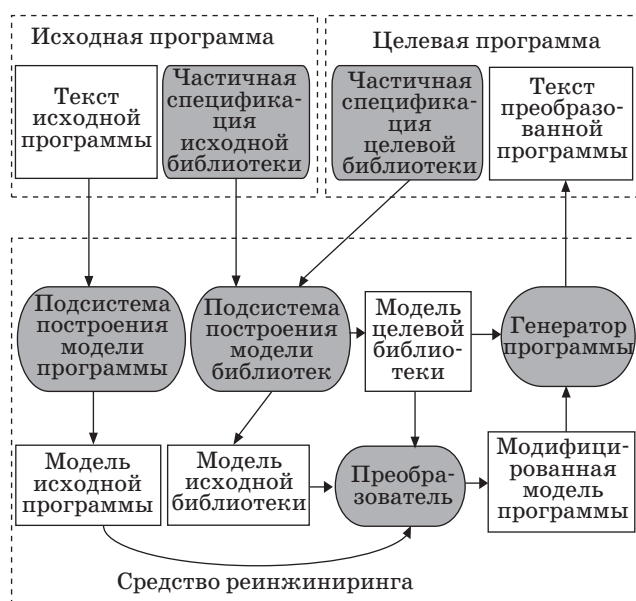 Исходная программа
Целевая программа
Текст
исходной
программы
Частичная
специфика-
ция
исходной
библиотеки
Частичная
специфика-
ция
целевой
библиотеки
Текст
преобразо-
ванной
программы
Подсистема
построения
модели
программы
Подсистема
построения
модели
библиотек
Модель
целевой
библио-
теки
Генератор
программы
Модель
исходной
программы
Модель
исходной
библиотеки
Преобра-
зователь
Модифици-
рованная
модель
программы
Средство реинжиниринга